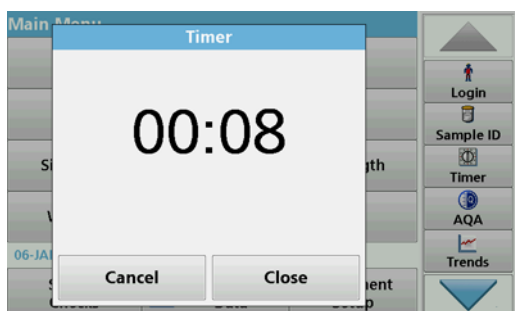 Main Menu
Timer
00:08
Cancel
Close
Login
Sample ID
Timer
AQA
Trends
06-JA